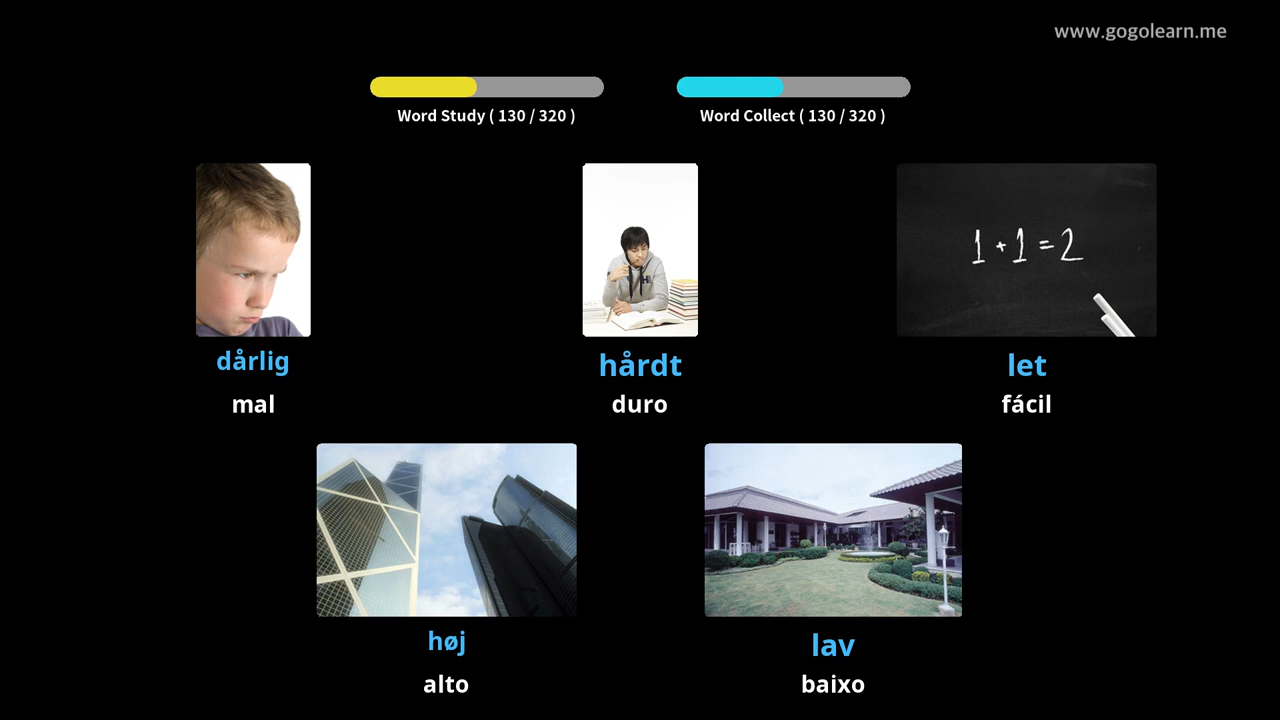 www.gogolearn.me
Word Study ( 130 / 320 )
Word Collect ( 130 / 320 )
1 + 1 = 2
dårlig
mal
hårdt
duro
let
fácil
høj
alto
lav
baixo